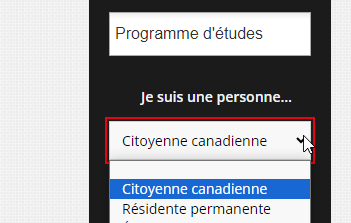 Programme d'études
Je suis une personne...
Citoyenne canadienne
Citoyenne canadienne
Résidente permanente